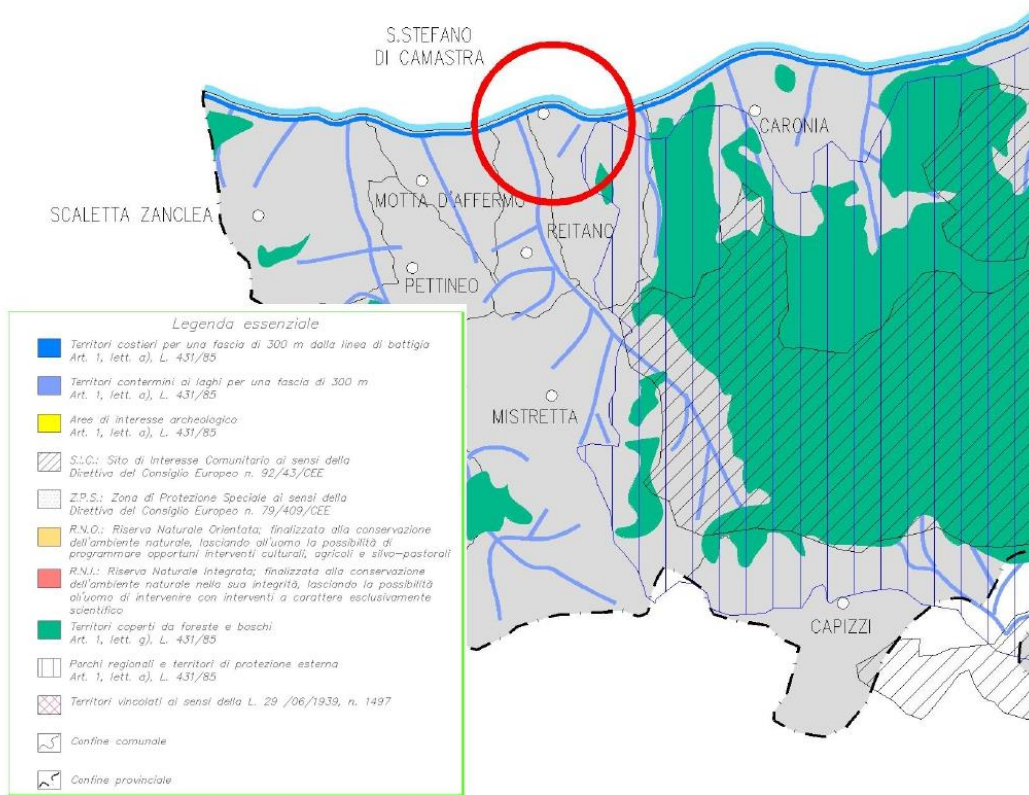 S.STEFANO
DI CAMASTRA
CARONIA
MOTTA D'AFFERMO
SCALETTA ZANCLEA
REITANO
PETTINEO
MISTRETTA
CAPIZZI
Legenda essenziale
Territori costieri per una fascia di 300 m dalla linea di battigia
Art. 1, lett. a), L. 431/85
Territori contermini ai laghi per una fascia di 300 m
Art. 1, lett. a), L. 431/85
Aree di interesse archeologico
Art. 1, lett. a), L. 431/85
S.I.C.: Sito di Interesse Comunitario ai sensi della
Direttiva del Consiglio Europeo n. 92/43/CEE
Z.P.S.: Zona di Protezione Speciale ai sensi della
Direttiva del Consiglio Europeo n. 79/409/CEE
R.N.O.: Riserva Naturale Orientata; finalizzata alla conservazione
dell'ambiente naturale, lasciando all'uomo la possibilità di
programmare opportuni interventi culturali, agricoli e silvo-pastorali
R.N.I.: Riserva Naturale Integrata; finalizzata alla conservazione
dell'ambiente naturale nella sua integrità, lasciando la possibilità
all'uomo di intervenire con interventi a carattere esclusivamente
scientifico
Territori coperti da foreste e boschi
Art. 1, lett. g), L. 431/85
Parchi regionali e territori di protezione esterna
Art. 1, lett. a), L. 431/85
Territori vincolati ai sensi della L. 29 /06/1939, n. 1497
Confine comunale
Confine provinciale